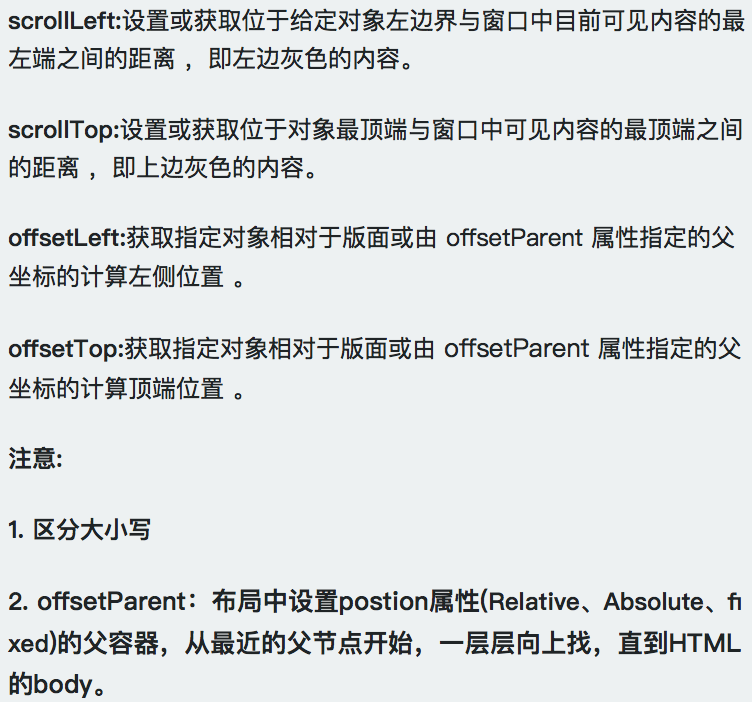 scrollLeft:设置或获取位于给定对象左边界与窗口中目前可见内容的最
左端之间的距离 ，即左边灰色的内容。
scrollTop:设置或获取位于对象最顶端与窗口中可见内容的最顶端之间
的距离 ，即上边灰色的内容。
offsetLeft:获取指定对象相对于版面或由 offsetParent 属性指定的父
坐标的计算左侧位置 。
offsetTop:获取指定对象相对于版面或由 offsetParent 属性指定的父
坐标的计算顶端位置 。
注意:
1. 区分大小写
2. offsetParent：布局中设置postion属性(Relative、Absolute、fi
xed)的父容器，从最近的父节点开始，一层层向上找，直到HTML
的body。